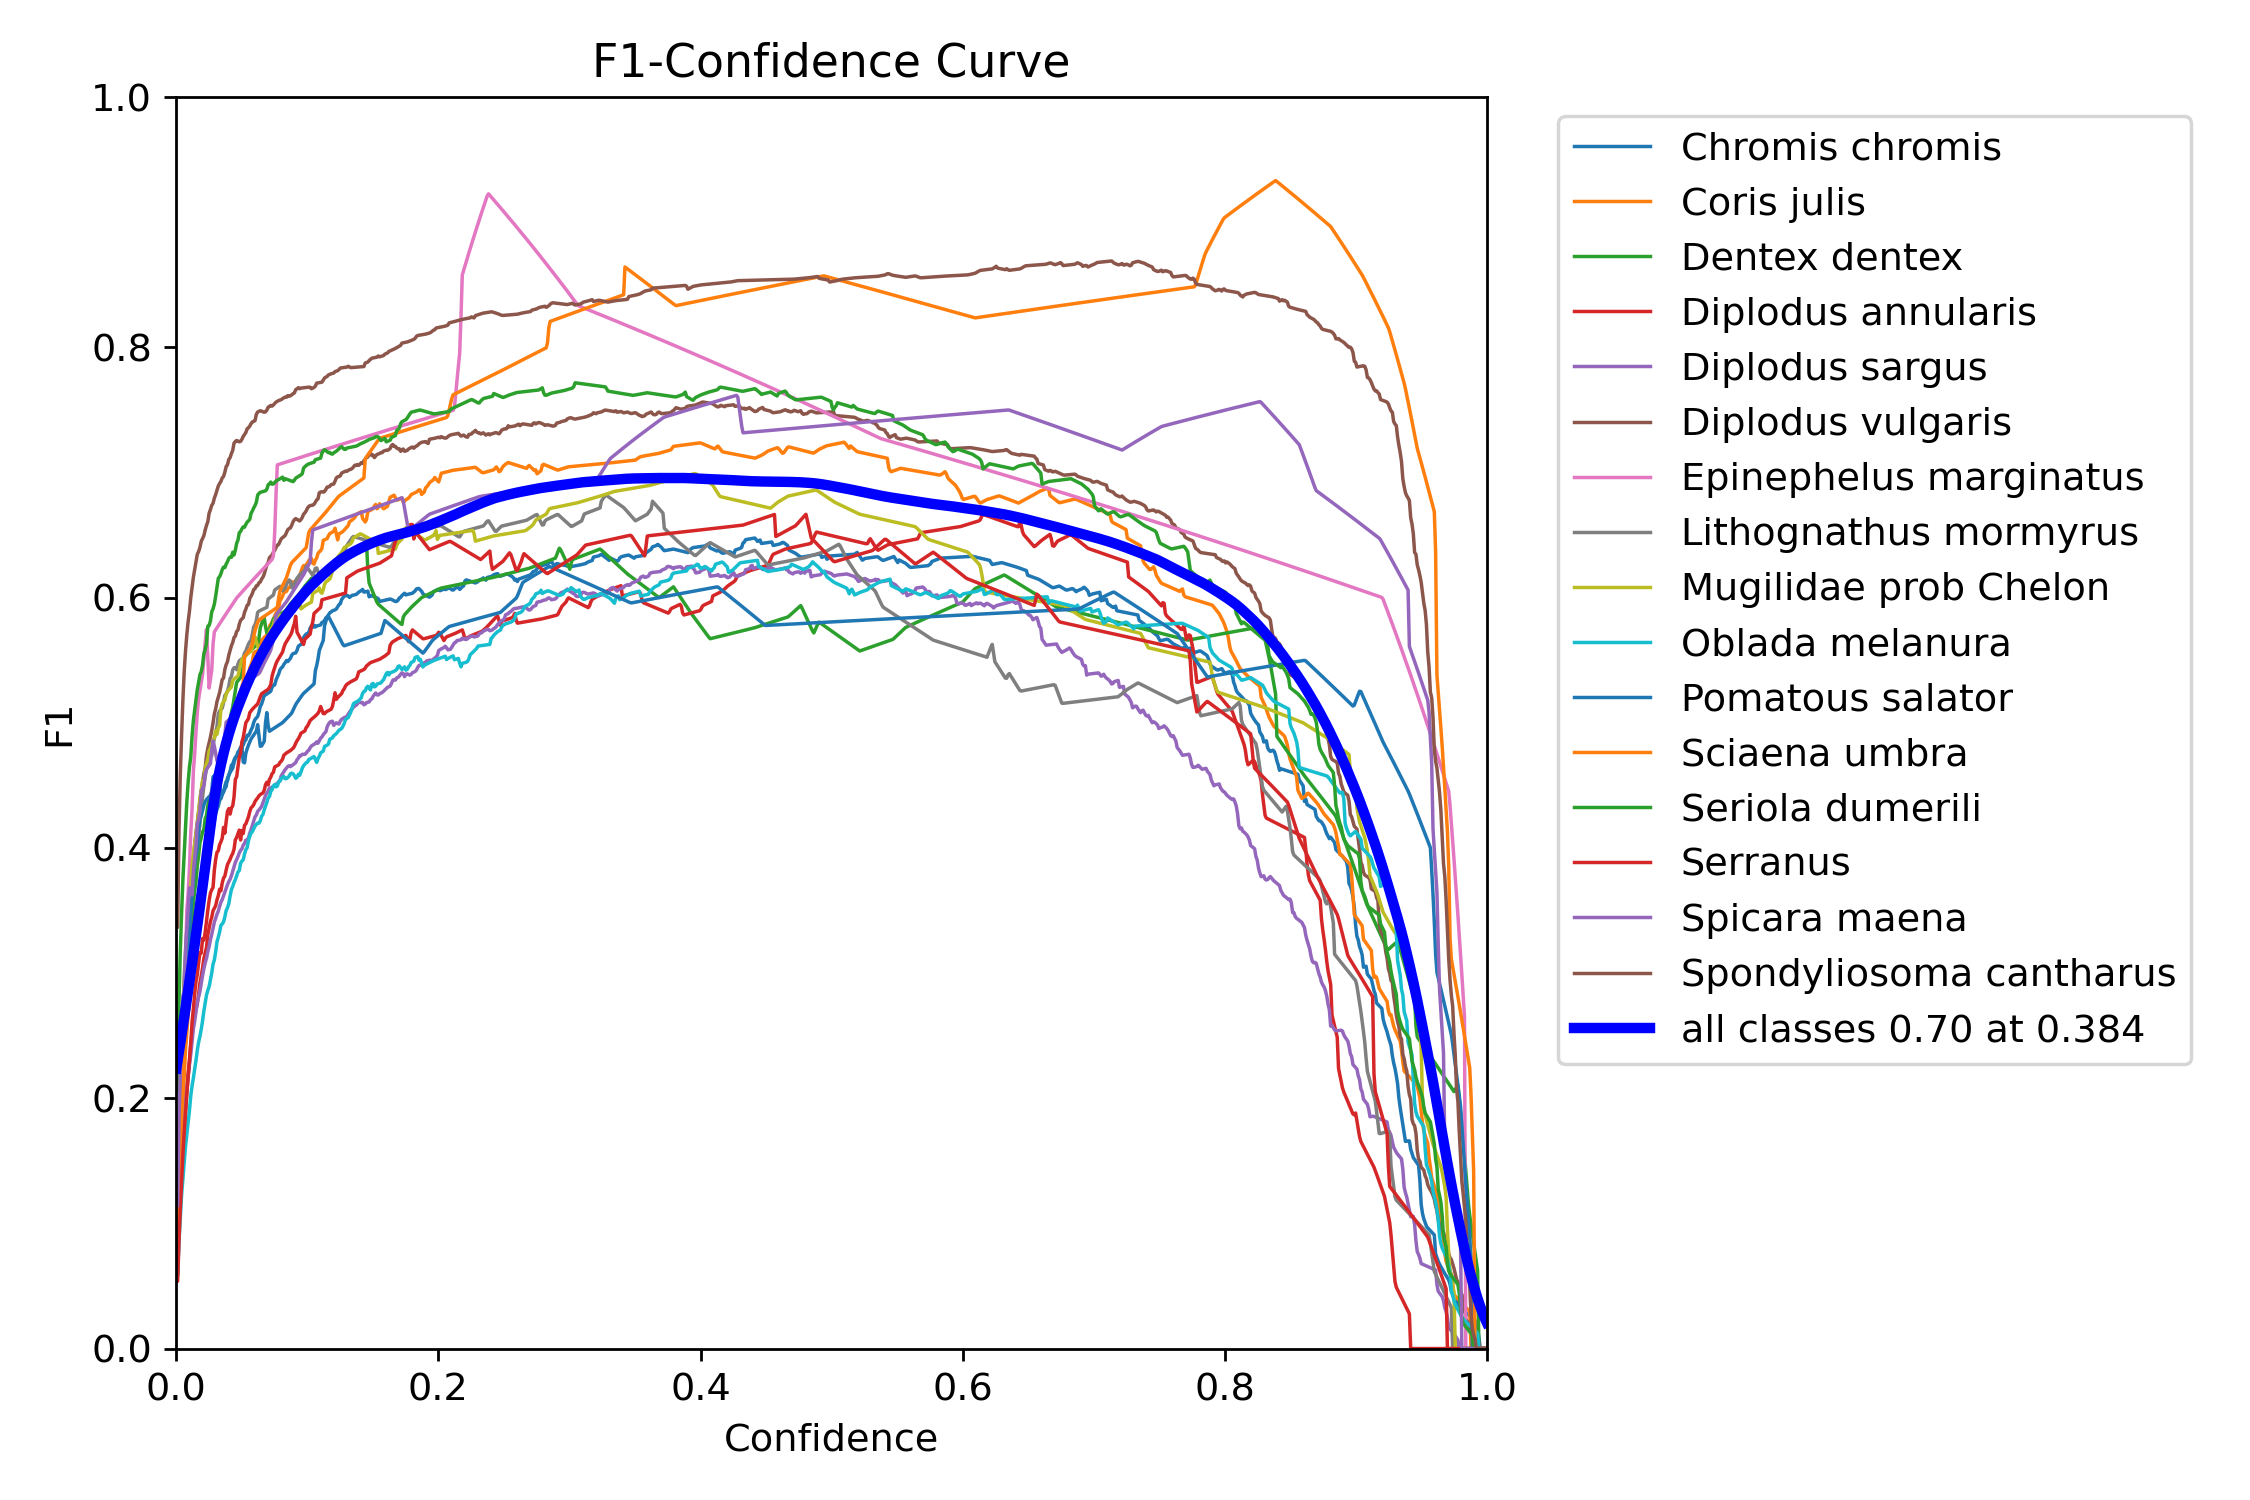 F1-Confidence Curve
1.0
0.8
0.6
0.4
0.2
0.0
F1
0.0 0.2 0.4 0.6 0.8 1.0
Confidence
Chromis chromis
Coris julis
Dentex dentex
Diplodus annularis
Diplodus sargus
Diplodus vulgaris
Epinephelus marginatus
Lithognathus mormyrus
Mugilidae prob Chelon
Oblada melanura
Pomatous salator
Sciaena umbra
Seriola dumerili
Serranus
Spicara maena
Spondyliosoma cantharus
all classes 0.70 at 0.384